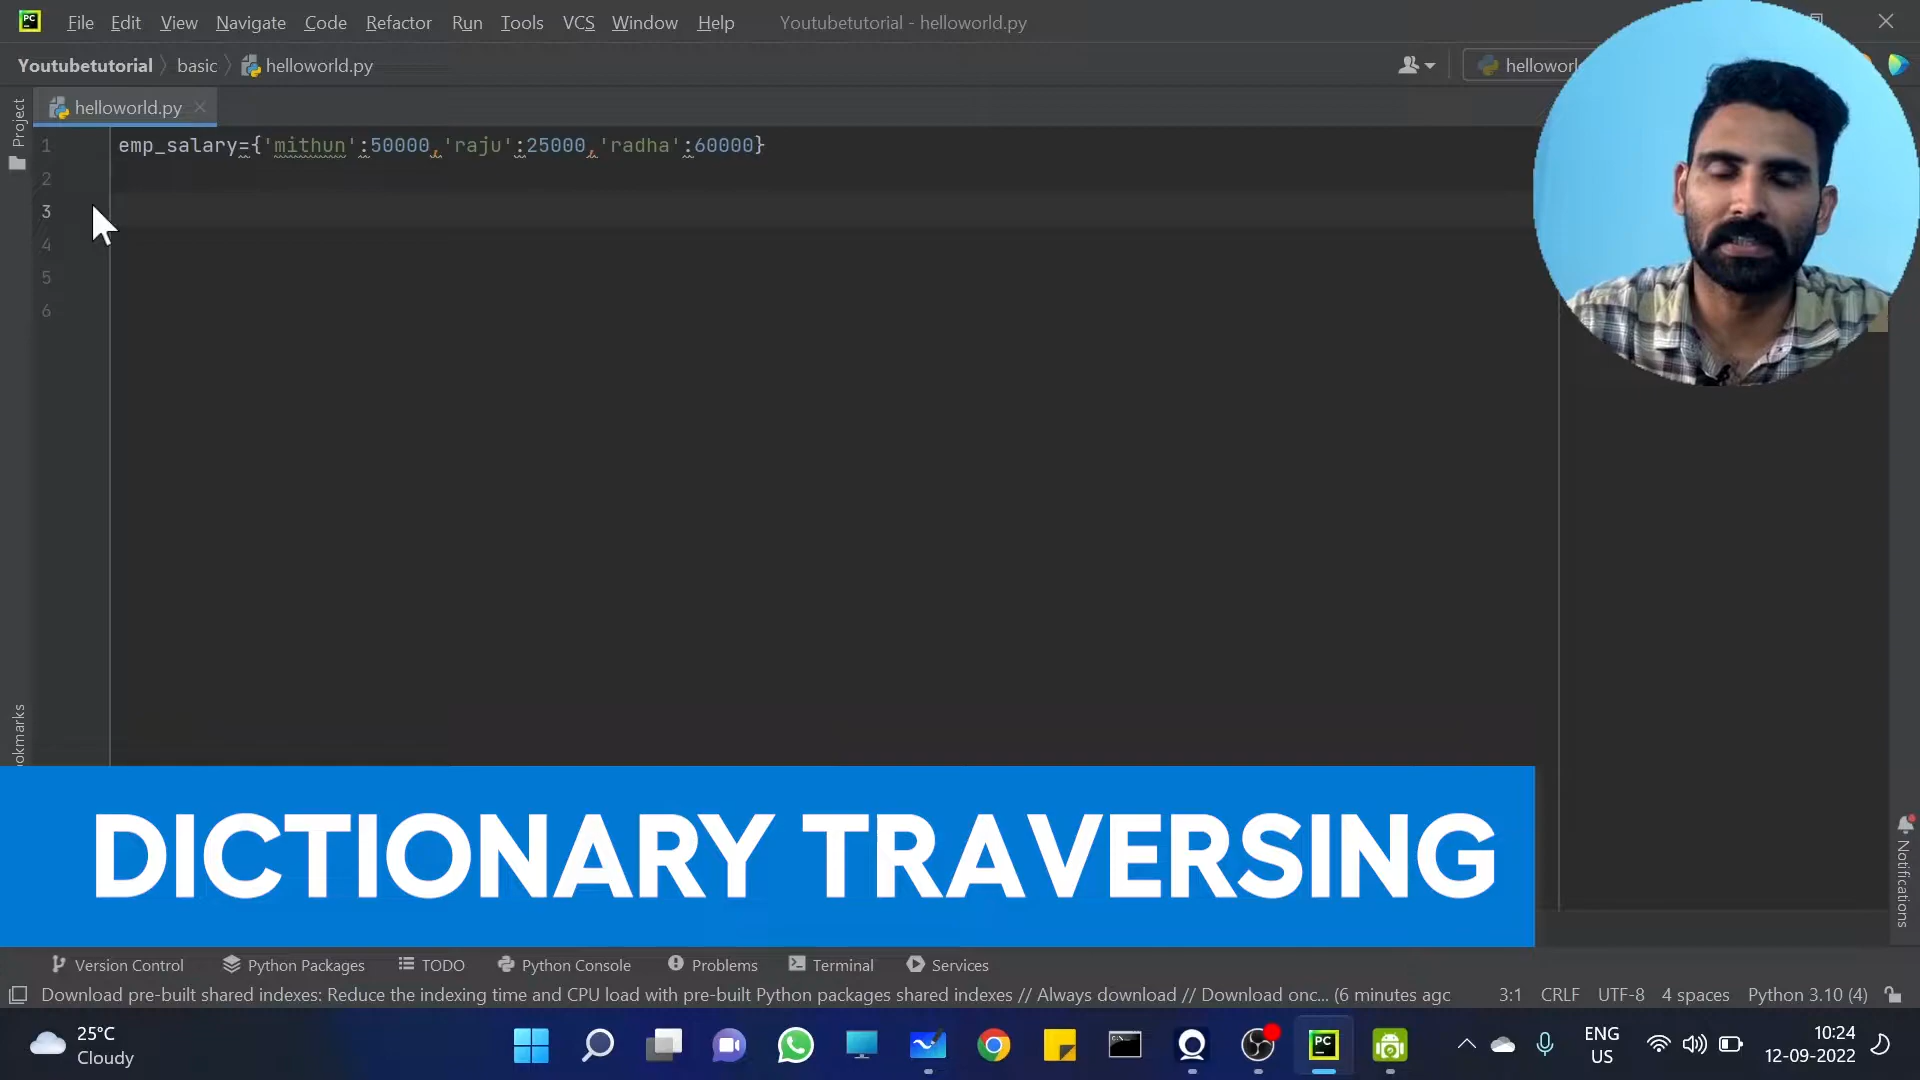 File Edit View Navigate Code Refactor Run Tools VCS Window Help Youtubetutorial - helloworld.py
Youtubetutorial basic helloworld.py
helloworld.py
Project
1 emp_salary={'mithun':50000,'raju':25000,'radha':60000}
2
3
4
5
6
DICTIONARY TRAVERSING
Notifications
Version Control Python Packages TODO Python Console Problems Terminal Services
Download pre-built shared indexes: Reduce the indexing time and CPU load with pre-built Python packages shared indexes // Always download // Download onc... (6 minutes ago 3:1 CRLF UTF-8 4 spaces Python 3.10 (4)
25°C
Cloudy
PC
ENG
US
10:24
12-09-2022